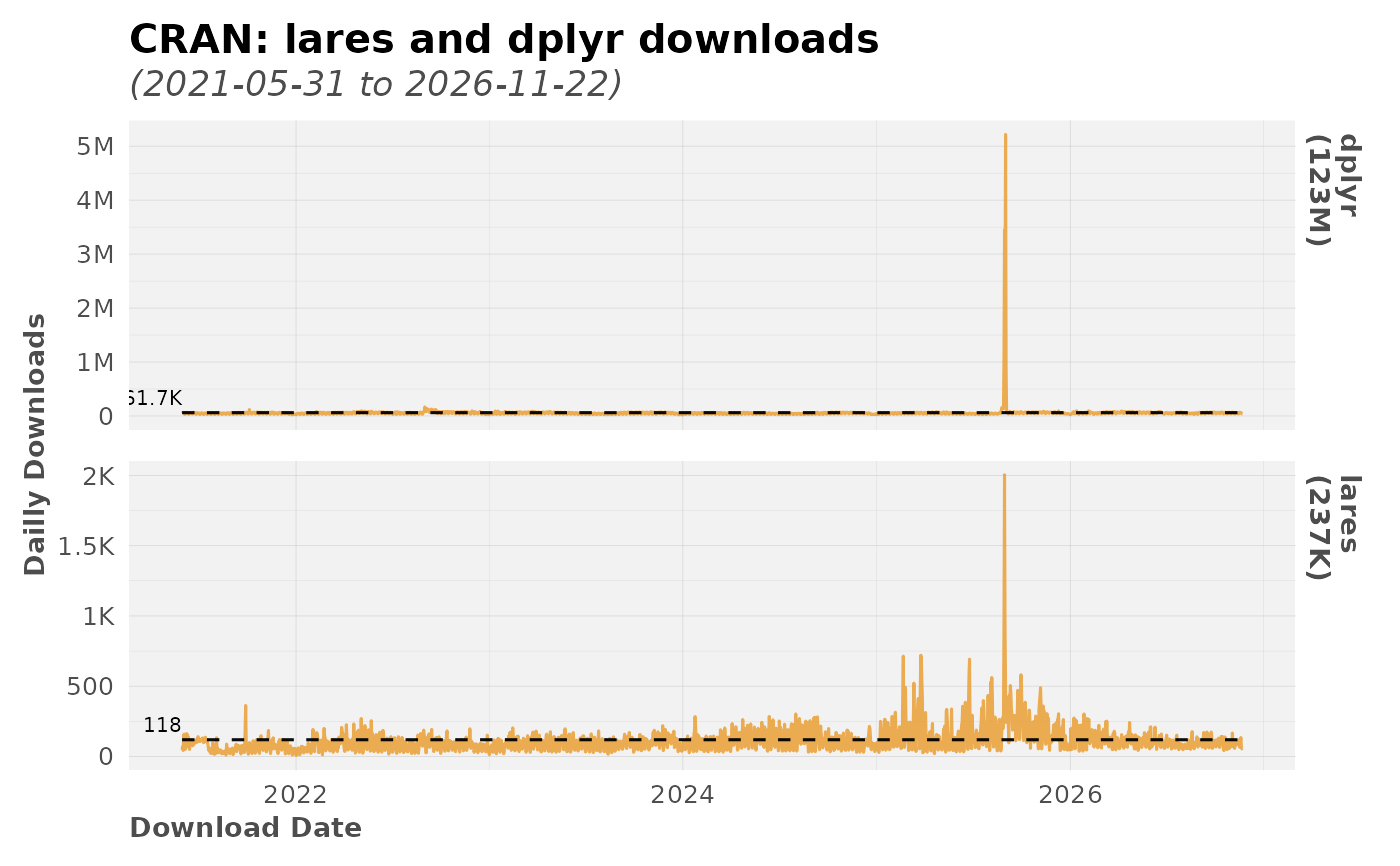 CRAN: lares and dplyr downloads
(2021-05-31 to 2026-11-22)
Dailly Downloads
5M
4M
3M
2M
1M
0
61.7K
dplyr
(123M)
2K
1.5K
1K
500
0
118
lares
(237K)
2022
2024
2026
Download Date